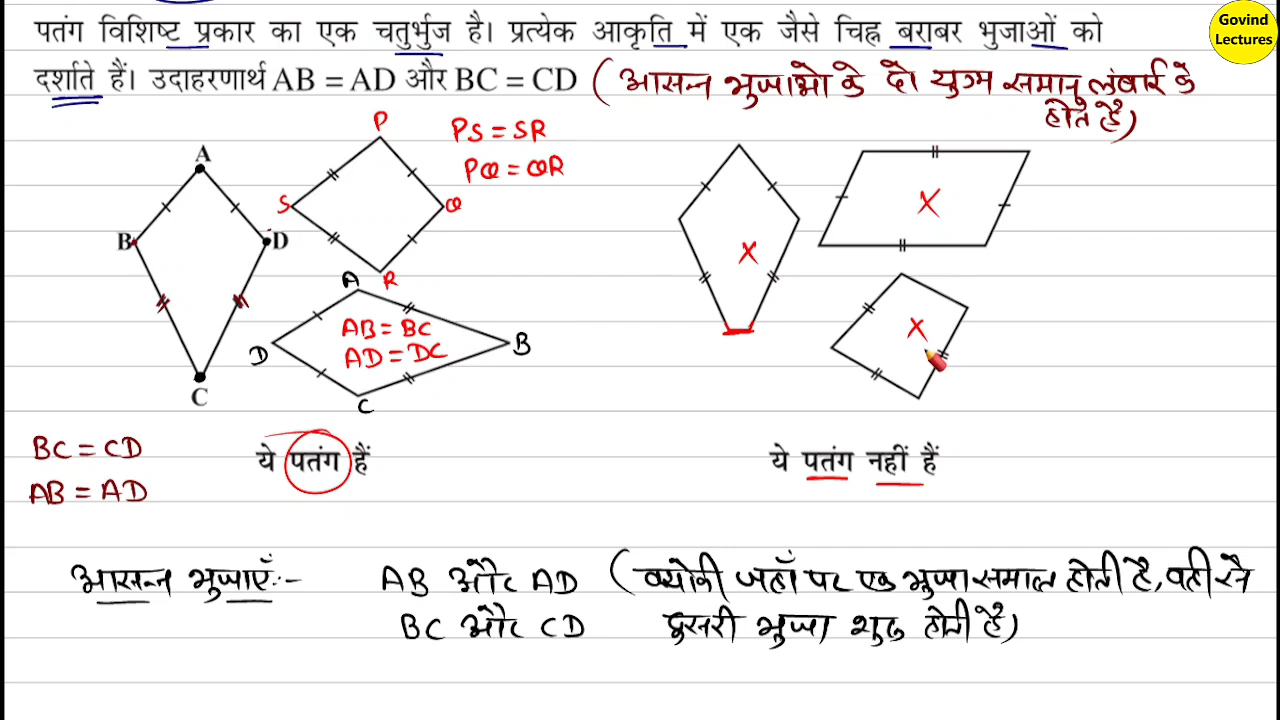 Govind
Lectures
पतंग विशिष्ट प्रकार का एक चतुर्भुज है। प्रत्येक आकृति में एक जैसे चिह्न बराबर भुजाओं को
दर्शाते हैं। उदाहरणार्थ AB = AD और BC = CD (आसन्न भुजाओ के दो युग्म समान लंबाई के
होते है)
P
PS = SR
PQ = QR
A
S
Q
B
D
A
R
AB = BC
AD = DC
D
B
C
C
BC = CD
AB = AD
ये पतंग हैं
ये पतंग नहीं हैं
आसन्न भुजाएँ :- AB और AD (क्योकी जहाँ पर एक भुजा समाप्त होती है, वही से
BC और CD दुसरी भुजा शुरु होती है)